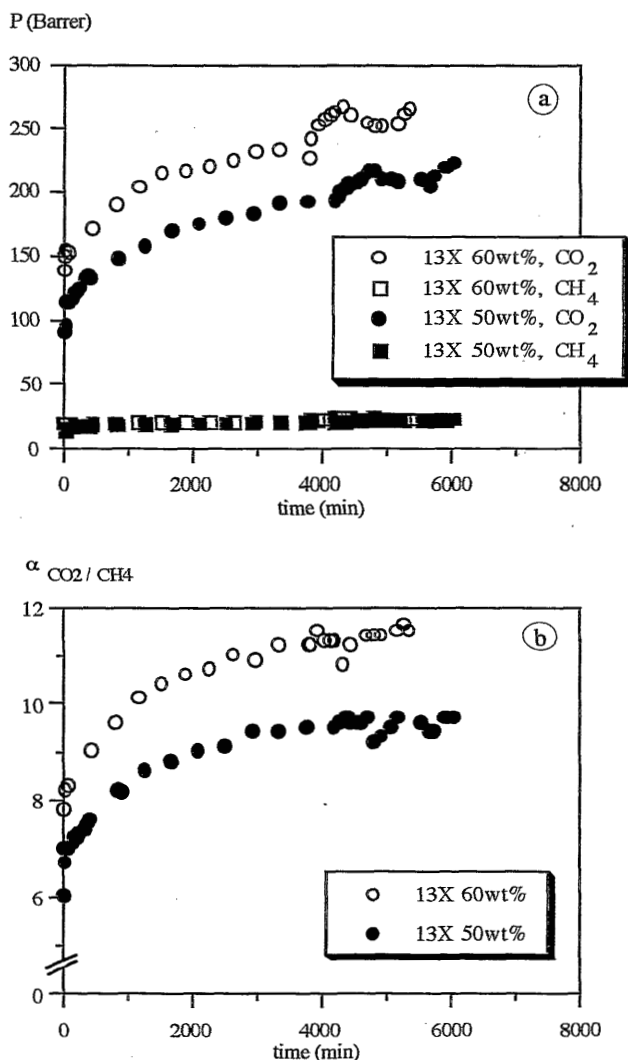 P (Barrer)
300
250
200
150
100
50
0
a
13X 60wt%, CO2
13X 60wt%, CH4
13X 50wt%, CO2
13X 50wt%, CH4
0 2000 4000 6000 8000
time (min)
α CO2 / CH4
12
10
8
6
0
b
13X 60wt%
13X 50wt%
0 2000 4000 6000 8000
time (min)